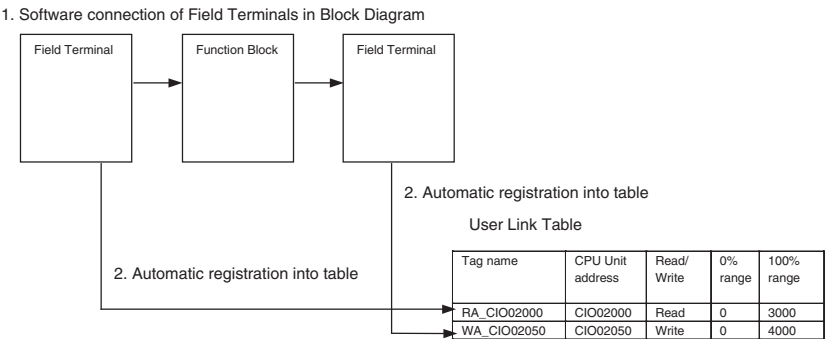 1. Software connection of Field Terminals in Block Diagram
Field Terminal
Function Block
Field Terminal
2. Automatic registration into table
User Link Table
2. Automatic registration into table
Tag name CPU Unit address Read/ Write 0% range 100% range
RA_CIO02000 CIO02000 Read 0 3000
WA_CIO02050 CIO02050 Write 0 4000